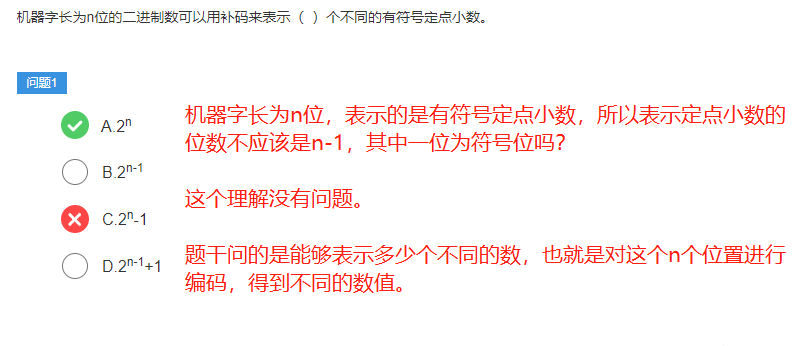 机器字长为n位的二进制数可以用补码来表示（ ）个不同的有符号定点小数。
问题1
A.2ⁿ
机器字长为n位，表示的是有符号定点小数，所以表示定点小数的
位数不应该是n-1，其中一位为符号位吗？
B.2ⁿ⁻¹
这个理解没有问题。
C.2ⁿ-1
题干问的是能够表示多少个不同的数，也就是对这个n个位置进行
编码，得到不同的数值。
D.2ⁿ⁻¹+1